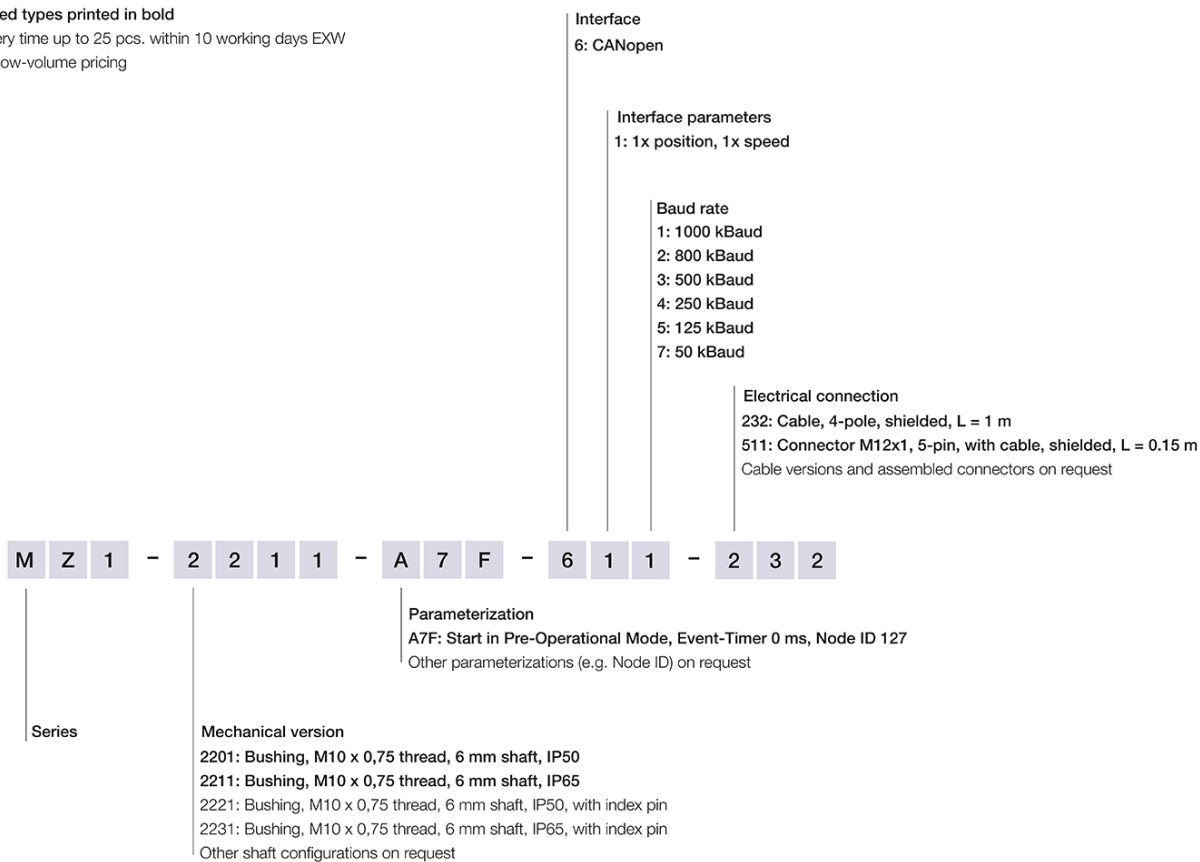 ed types printed in bold
ery time up to 25 pcs. within 10 working days EXW
ow-volume pricing
Interface
6: CANopen
Interface parameters
1: 1x position, 1x speed
Baud rate
1: 1000 kBaud
2: 800 kBaud
3: 500 kBaud
4: 250 kBaud
5: 125 kBaud
7: 50 kBaud
Electrical connection
232: Cable, 4-pole, shielded, L = 1 m
511: Connector M12x1, 5-pin, with cable, shielded, L = 0.15 m
Cable versions and assembled connectors on request
M Z 1 - 2 2 1 1 - A 7 F - 6 1 1 - 2 3 2
Parameterization
A7F: Start in Pre-Operational Mode, Event-Timer 0 ms, Node ID 127
Other parameterizations (e.g. Node ID) on request
Series
Mechanical version
2201: Bushing, M10 x 0,75 thread, 6 mm shaft, IP50
2211: Bushing, M10 x 0,75 thread, 6 mm shaft, IP65
2221: Bushing, M10 x 0,75 thread, 6 mm shaft, IP50, with index pin
2231: Bushing, M10 x 0,75 thread, 6 mm shaft, IP65, with index pin
Other shaft configurations on request